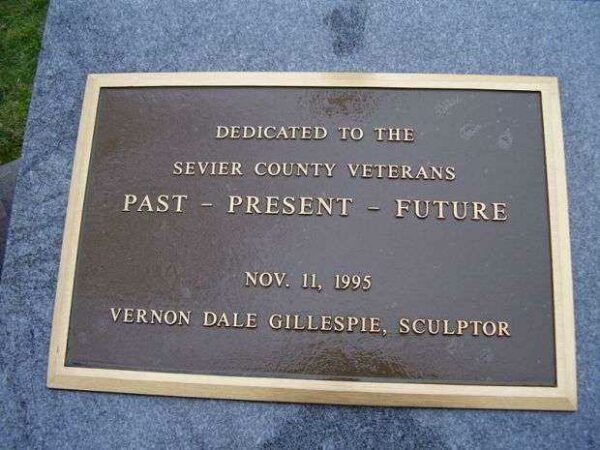 DEDICATED TO THE
SEVIER COUNTY VETERANS
PAST - PRESENT - FUTURE
NOV. 11, 1995
VERNON DALE GILLESPIE, SCULPTOR